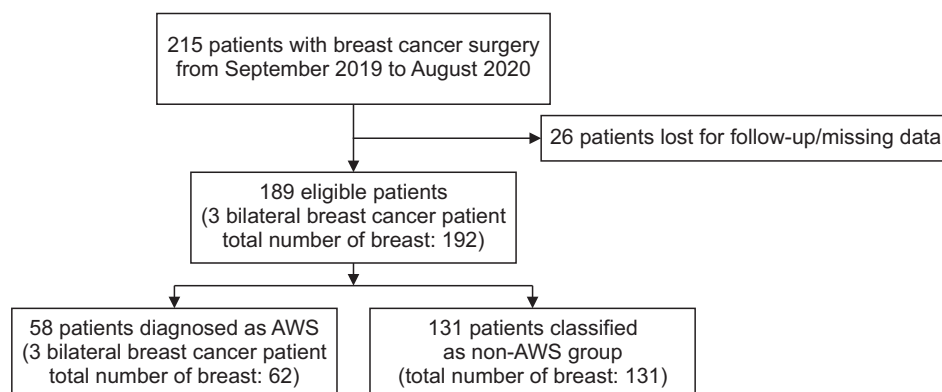 215 patients with breast cancer surgery
from September 2019 to August 2020
26 patients lost for follow-up/missing data
189 eligible patients
(3 bilateral breast cancer patient
total number of breast: 192)
58 patients diagnosed as AWS
(3 bilateral breast cancer patient
total number of breast: 62)
131 patients classified
as non-AWS group
(total number of breast: 131)